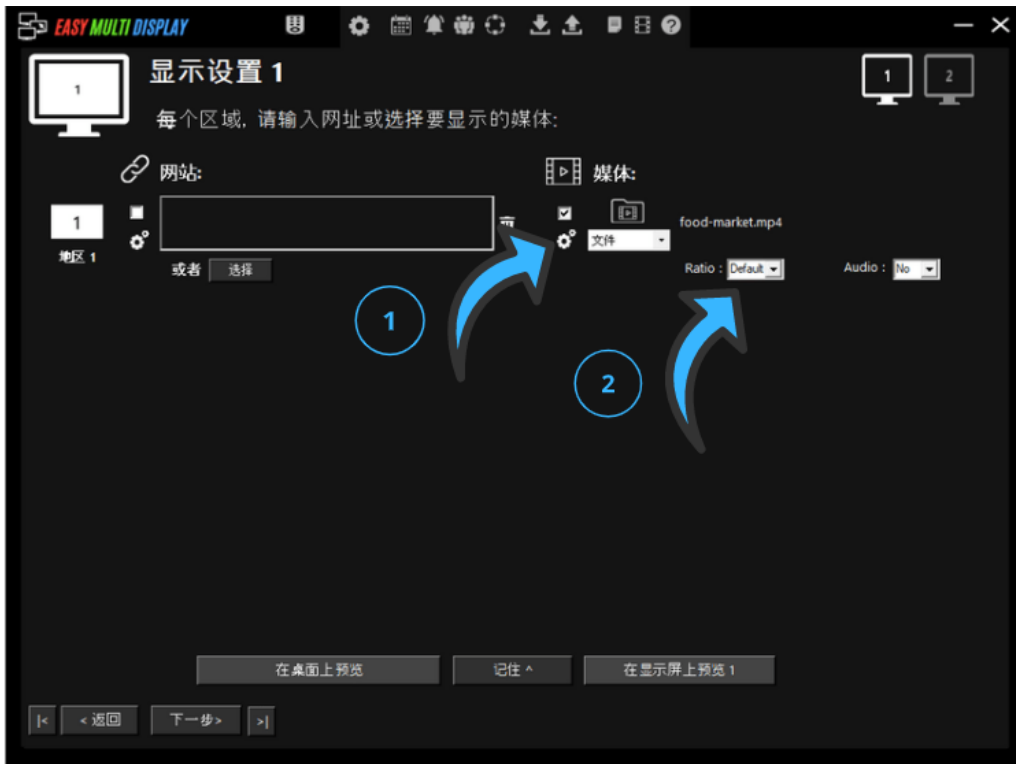 EASY MULTI DISPLAY
1
显示设置 1
1
2
每个区域, 请输入网址或选择要显示的媒体:
网站:
媒体:
1
地区 1
food-market.mp4
文件
或者
选择
Ratio : Default
Audio : No
1
2
在桌面上预览
记住 ^
在显示屏上预览 1
|<
< 返回
下一步>
>|